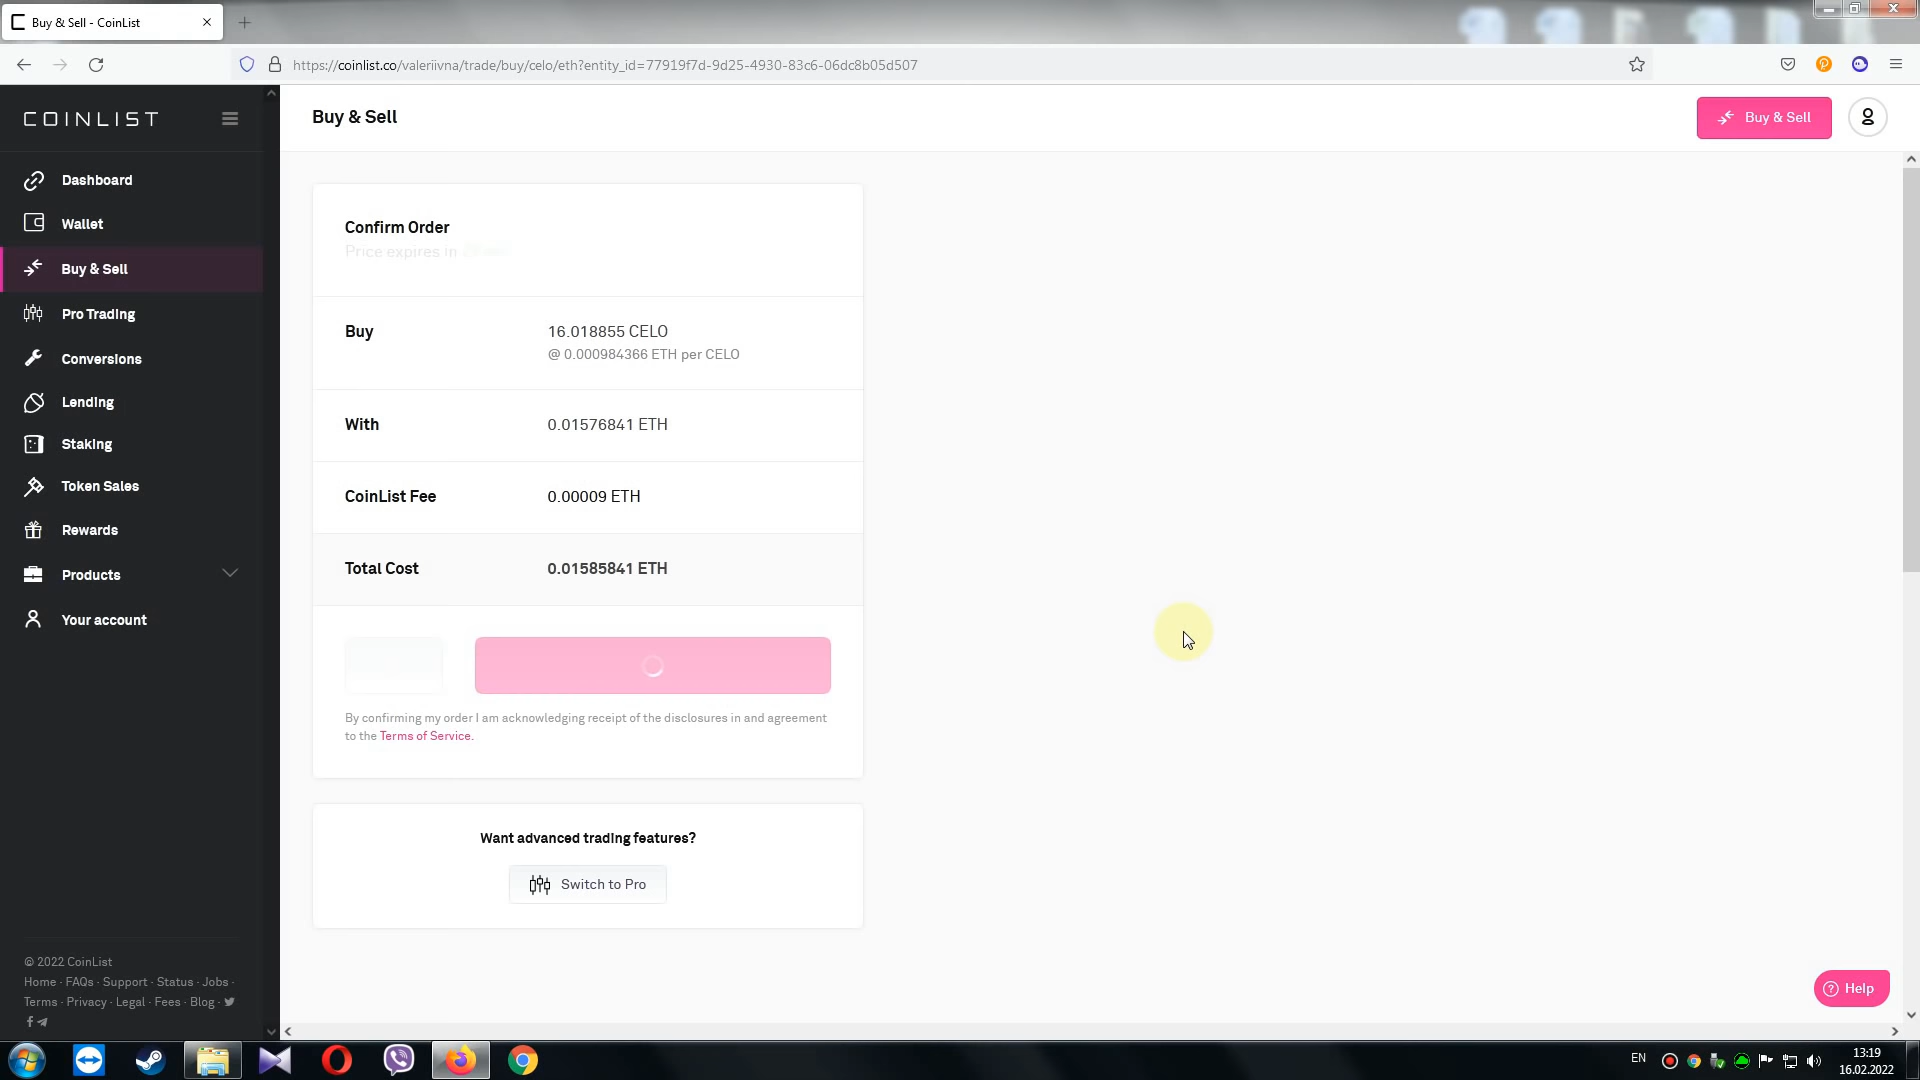 Buy & Sell - CoinList
https://coinlist.co/valeriivna/trade/buy/celo/eth?entity_id=77919f7d-9d25-4930-83c6-06dc8b05d507
COINLIST
Buy & Sell
Buy & Sell
Dashboard
Wallet
Buy & Sell
Pro Trading
Conversions
Lending
Staking
Token Sales
Rewards
Products
Your account
© 2022 CoinList
Home · FAQs · Support · Status · Jobs ·
Terms · Privacy · Legal · Fees · Blog ·
Confirm Order
Price expires in
Buy 16.018855 CELO
@ 0.000984366 ETH per CELO
With 0.01576841 ETH
CoinList Fee 0.00009 ETH
Total Cost 0.01585841 ETH
By confirming my order I am acknowledging receipt of the disclosures in and agreement
to the Terms of Service.
Want advanced trading features?
Switch to Pro
Help
EN
13:19
16.02.2022